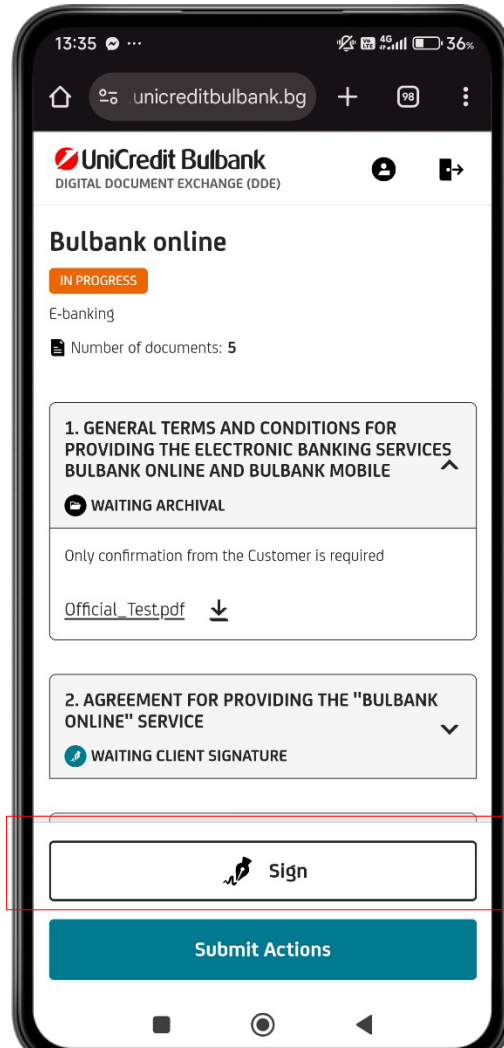 13:35 ... 4G 36%
unicreditbulbank.bg 98
UniCredit Bulbank
DIGITAL DOCUMENT EXCHANGE (DDE)
Bulbank online
IN PROGRESS
E-banking
Number of documents: 5
1. GENERAL TERMS AND CONDITIONS FOR
PROVIDING THE ELECTRONIC BANKING SERVICES
BULBANK ONLINE AND BULBANK MOBILE
WAITING ARCHIVAL
Only confirmation from the Customer is required
Official_Test.pdf
2. AGREEMENT FOR PROVIDING THE "BULBANK
ONLINE" SERVICE
WAITING CLIENT SIGNATURE
Sign
Submit Actions